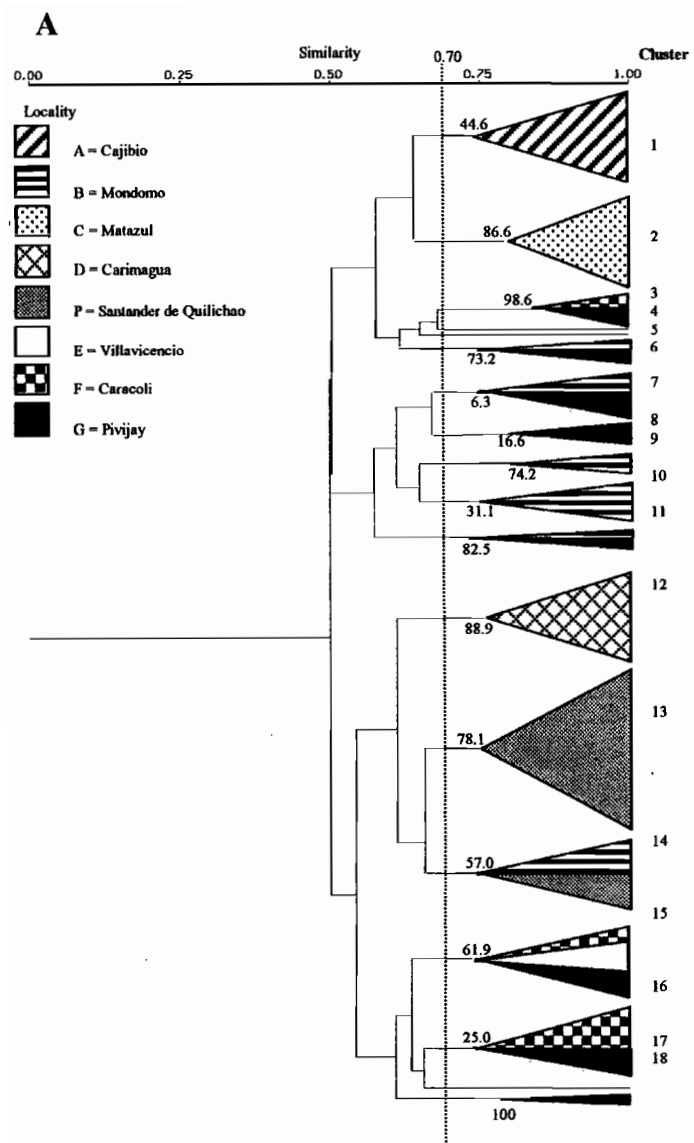 A
Similarity 0.70 Cluster
0.00 0.25 0.50 0.75 1.00
Locality
A = Cajibio
B = Mondomo
C = Matazul
D = Carimagua
P = Santander de Quilichao
E = Villavicencio
F = Caracoli
G = Pivijay
44.6
1
86.6
2
98.6
3
4
5
6
73.2
7
6.3
8
16.6
9
74.2
10
31.1
11
82.5
12
88.9
13
78.1
14
57.0
15
61.9
16
25.0
17
18
100